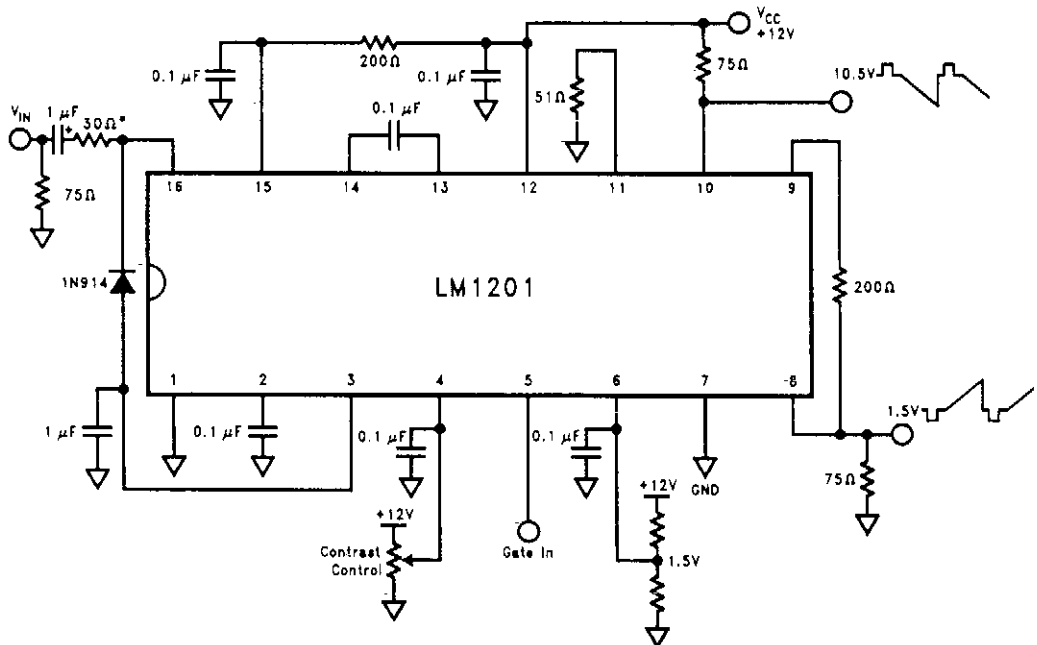 VCC
+12V
200Ω
75Ω
0.1 μF
0.1 μF
10.5V
51Ω
VIN
1 μF
+
30Ω*
0.1 μF
75Ω
16
15
14
13
12
11
10
9
1N914
LM1201
200Ω
1
2
3
4
5
6
7
8
1.5V
1 μF
0.1 μF
0.1 μF
0.1 μF
75Ω
GND
+12V
+12V
Contrast
Control
Gate In
1.5V